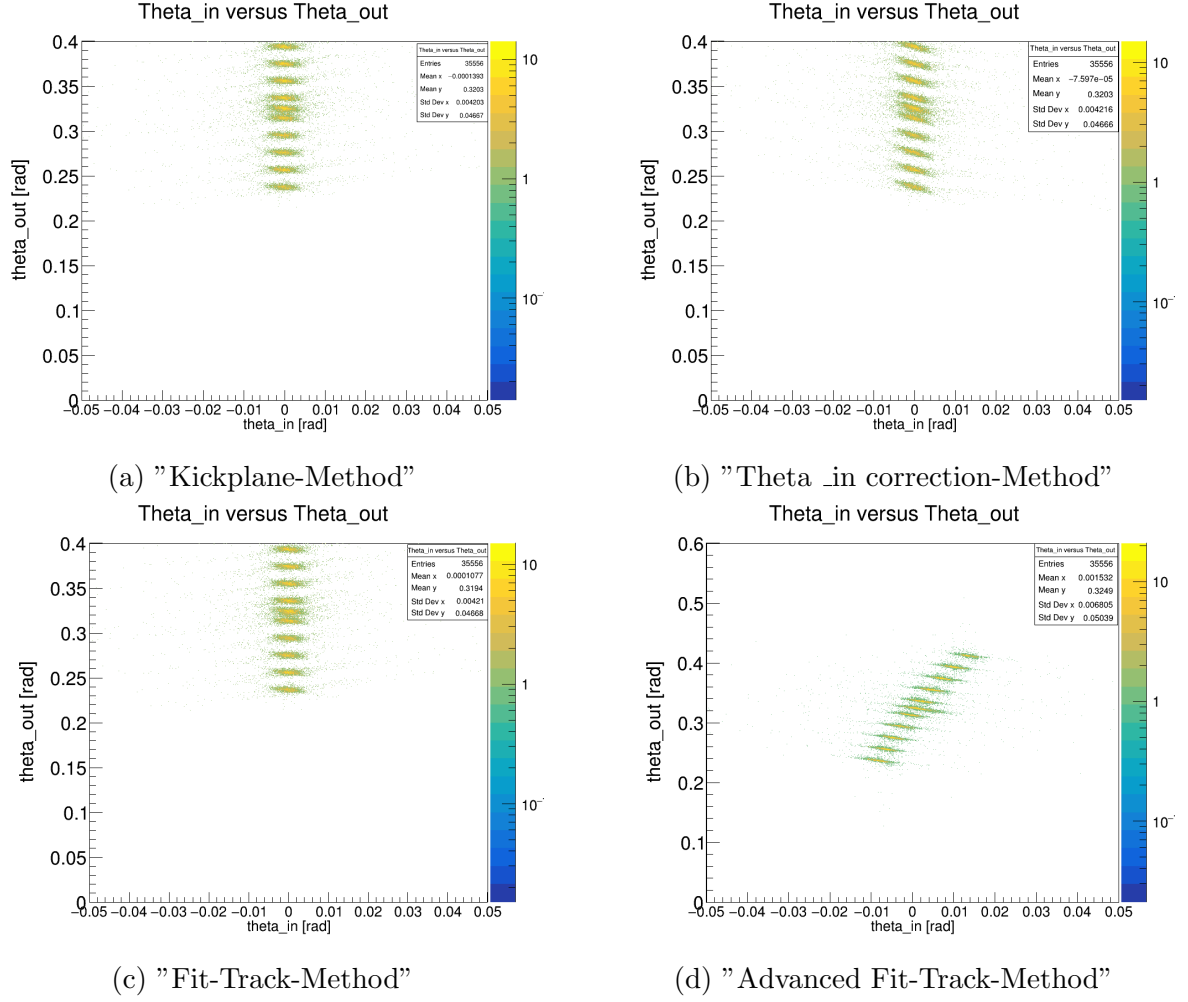 Theta_in versus Theta_out
theta_out [rad]
0.4
0.35
0.3
0.25
0.2
0.15
0.1
0.05
0
−0.05 −0.04 −0.03 −0.02 −0.01 0 0.01 0.02 0.03 0.04 0.05
theta_in [rad]
Theta_in versus Theta_out
Entries 35556
Mean x −0.0001393
Mean y 0.3203
Std Dev x 0.004203
Std Dev y 0.04667
10
1
10⁻
(a) ”Kickplane-Method”
Theta_in versus Theta_out
theta_out [rad]
0.4
0.35
0.3
0.25
0.2
0.15
0.1
0.05
0
−0.05 −0.04 −0.03 −0.02 −0.01 0 0.01 0.02 0.03 0.04 0.05
theta_in [rad]
Theta_in versus Theta_out
Entries 35556
Mean x −7.597e−05
Mean y 0.3203
Std Dev x 0.004216
Std Dev y 0.04666
10
1
10⁻
(b) ”Theta _in correction-Method”
Theta_in versus Theta_out
theta_out [rad]
0.4
0.35
0.3
0.25
0.2
0.15
0.1
0.05
0
−0.05 −0.04 −0.03 −0.02 −0.01 0 0.01 0.02 0.03 0.04 0.05
theta_in [rad]
Theta_in versus Theta_out
Entries 35556
Mean x 0.0001077
Mean y 0.3194
Std Dev x 0.00421
Std Dev y 0.04668
10
1
10⁻
(c) ”Fit-Track-Method”
Theta_in versus Theta_out
theta_out [rad]
0.6
0.5
0.4
0.3
0.2
0.1
0
−0.05 −0.04 −0.03 −0.02 −0.01 0 0.01 0.02 0.03 0.04 0.05
theta_in [rad]
Theta_in versus Theta_out
Entries 35556
Mean x 0.001532
Mean y 0.3249
Std Dev x 0.006805
Std Dev y 0.05039
10
1
10⁻
(d) ”Advanced Fit-Track-Method”